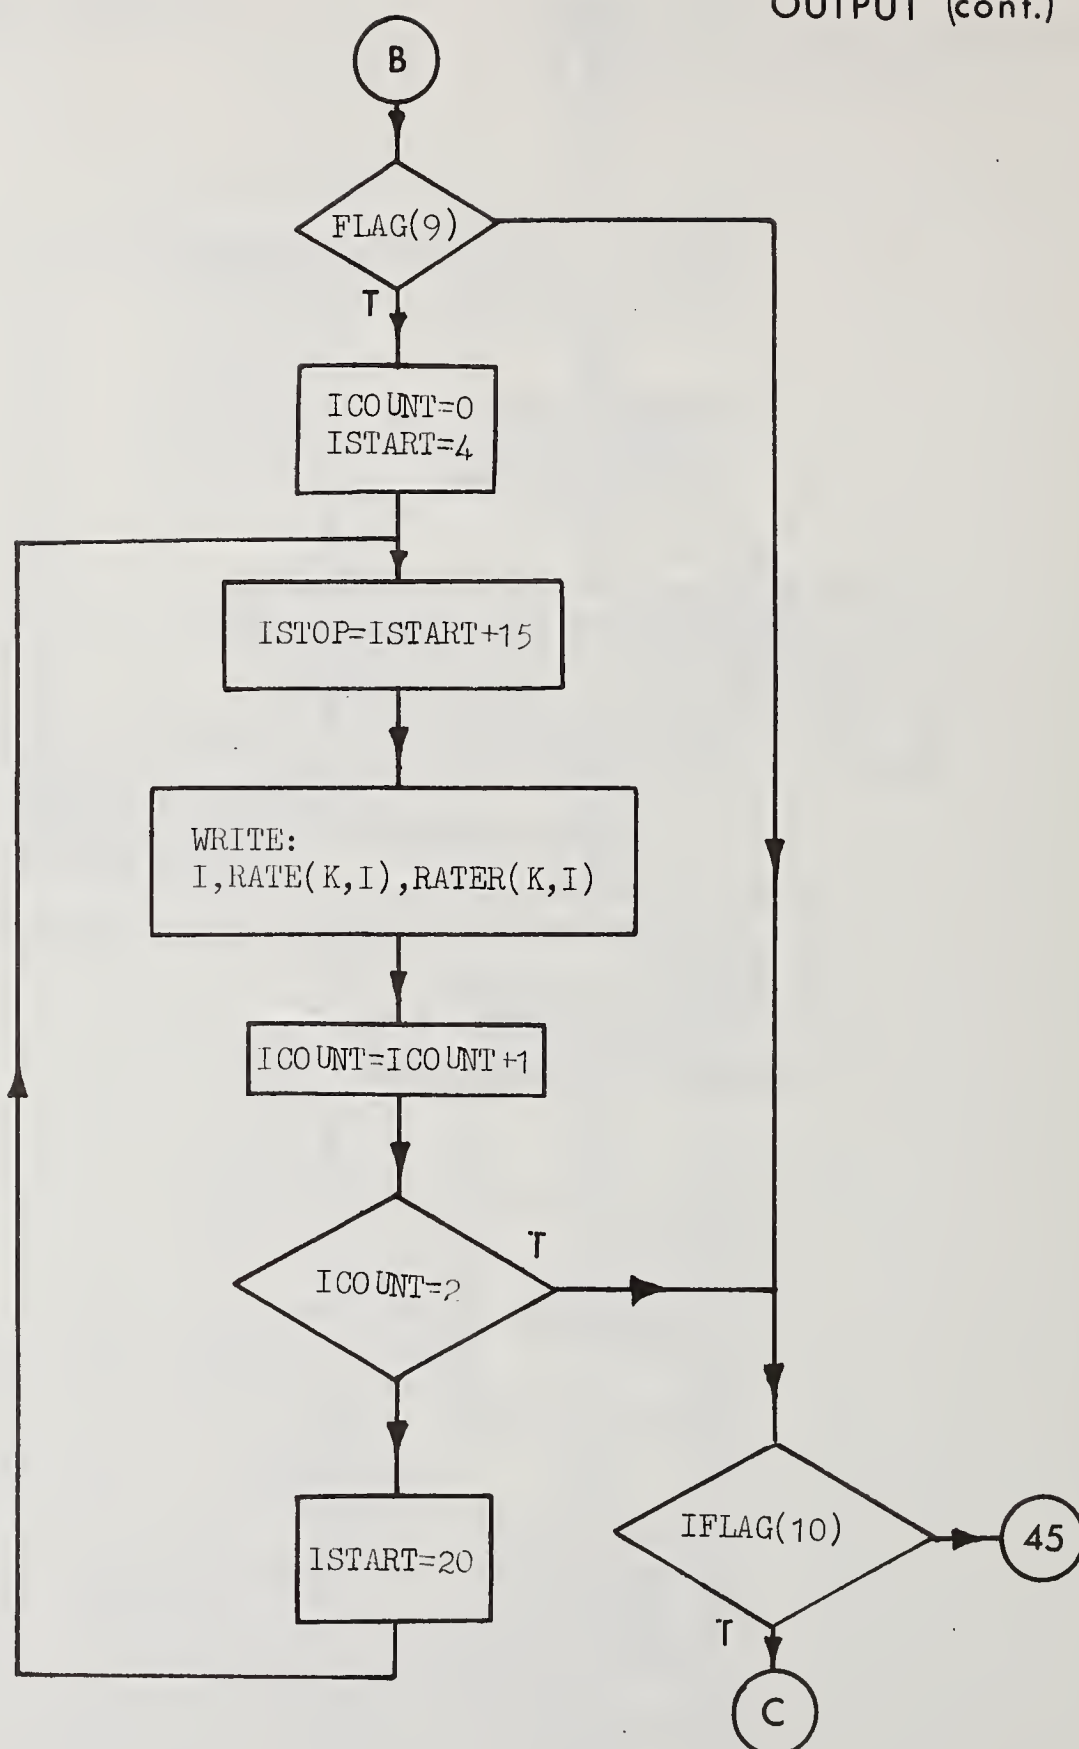 OUTPUT (cont.)
B
FLAG(9)
T
ICOUNT=0
ISTART=4
ISTOP=ISTART+15
WRITE:
I,RATE(K,I),RATER(K,I)
ICOUNT=ICOUNT+1
T
ICOUNT=2
ISTART=20
IFLAG(10)
45
T
C